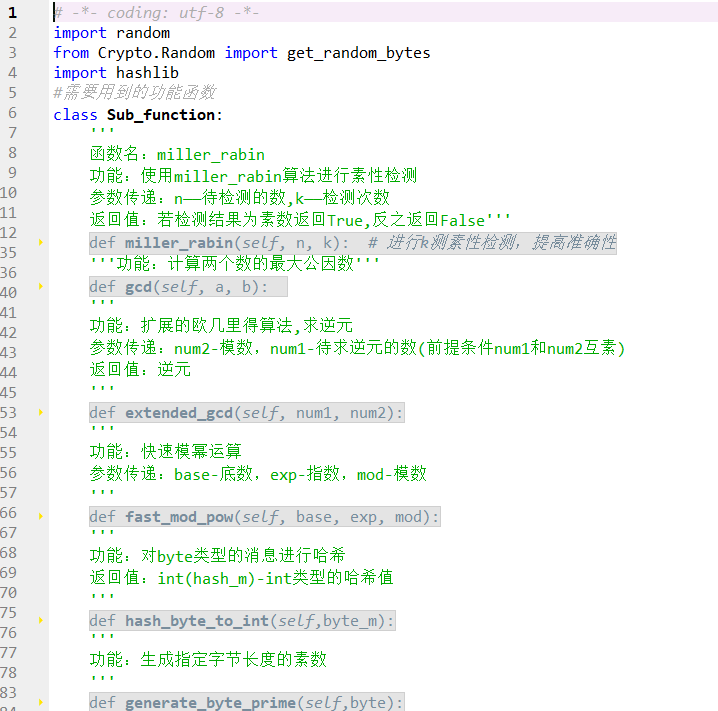 1 # -*- coding: utf-8 -*-
2 import random
3 from Crypto.Random import get_random_bytes
4 import hashlib
5 #需要用到的功能函数
6 class Sub_function:
7 '''
8 函数名：miller_rabin
9 功能：使用miller_rabin算法进行素性检测
10 参数传递：n——待检测的数,k——检测次数
11 返回值：若检测结果为素数返回True,反之返回False'''
12 def miller_rabin(self, n, k): # 进行k测素性检测，提高准确性
35 '''功能：计算两个数的最大公因数'''
36 def gcd(self, a, b):
40 '''
41 功能：扩展的欧几里得算法,求逆元
42 参数传递：num2-模数，num1-待求逆元的数(前提条件num1和num2互素)
43 返回值：逆元
44 '''
45 def extended_gcd(self, num1, num2):
53 '''
54 功能：快速模幂运算
55 参数传递：base-底数，exp-指数，mod-模数
56 '''
57 def fast_mod_pow(self, base, exp, mod):
66 '''
67 功能：对byte类型的消息进行哈希
68 返回值：int(hash_m)-int类型的哈希值
69 '''
70 def hash_byte_to_int(self,byte_m):
75 '''
76 功能：生成指定字节长度的素数
77 '''
78 def generate_byte_prime(self,byte):
83